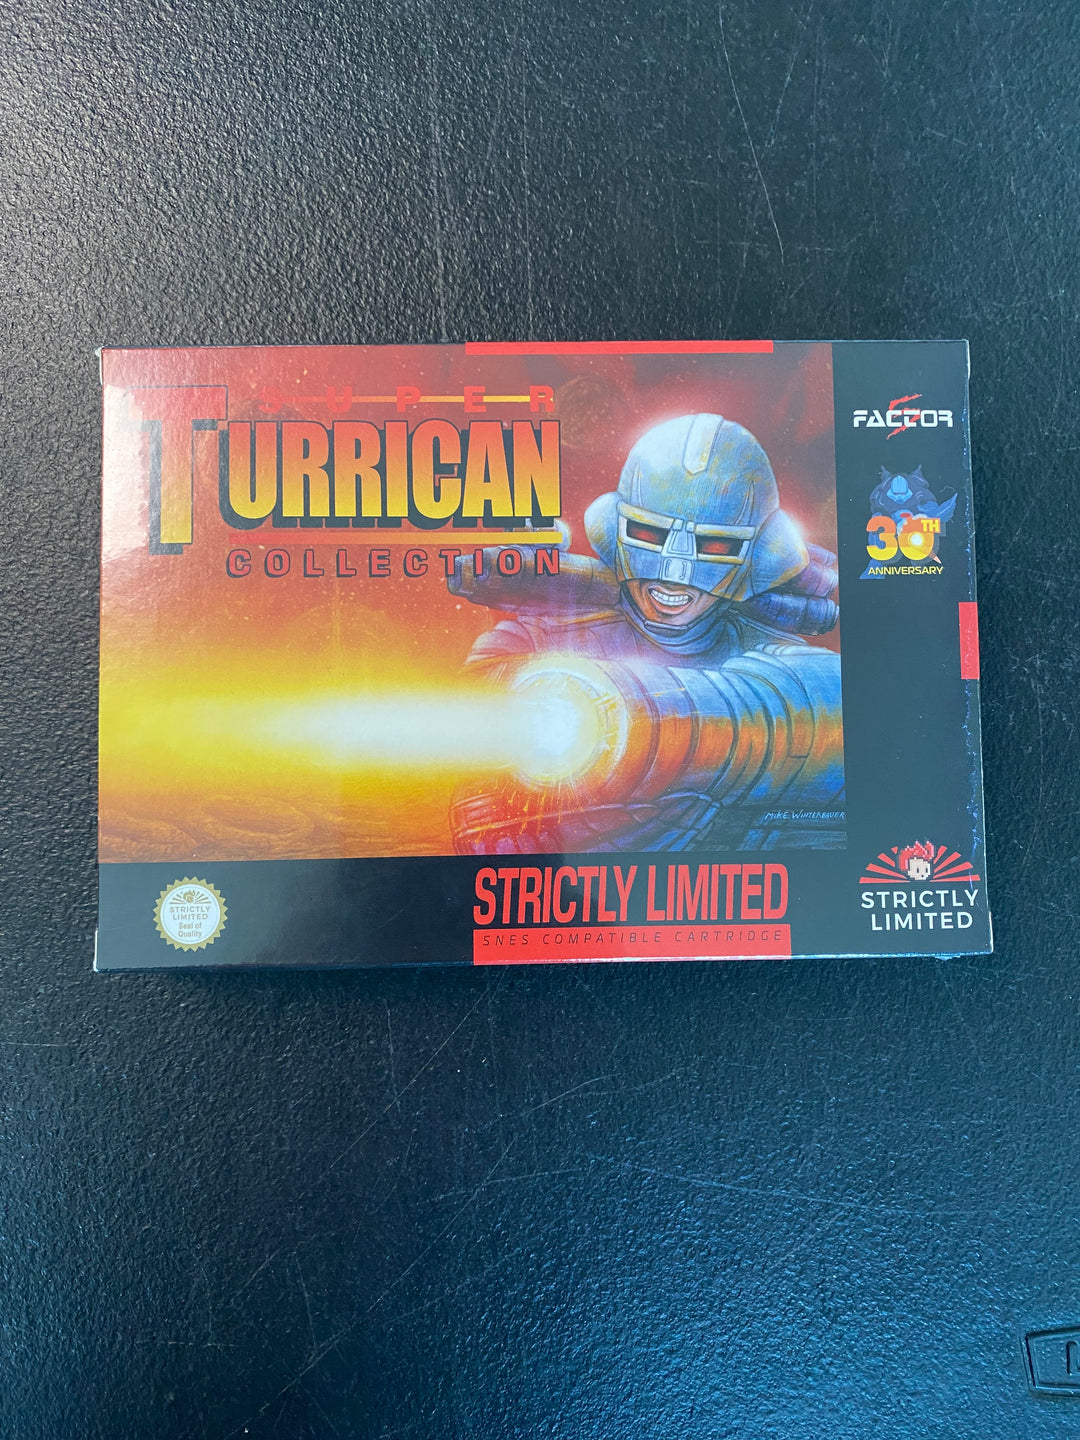 SUPER
TURRICAN
COLLECTION
FACTOR 5
30TH
ANNIVERSARY
MIKE WINTERBAUER
STRICTLY
LIMITED
Seal of
Quality
STRICTLY LIMITED
SNES COMPATIBLE CARTRIDGE
STRICTLY
LIMITED